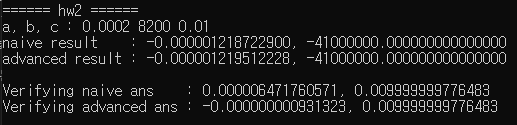 ====== hw2 ======
a, b, c : 0.0002 8200 0.01
naive result    : -0.000001218722900, -41000000.000000000000000
advanced result : -0.000001219512228, -41000000.000000000000000
Verifying naive ans    : 0.000006471760571, 0.009999999776483
Verifying advanced ans : -0.000000000931323, 0.009999999776483